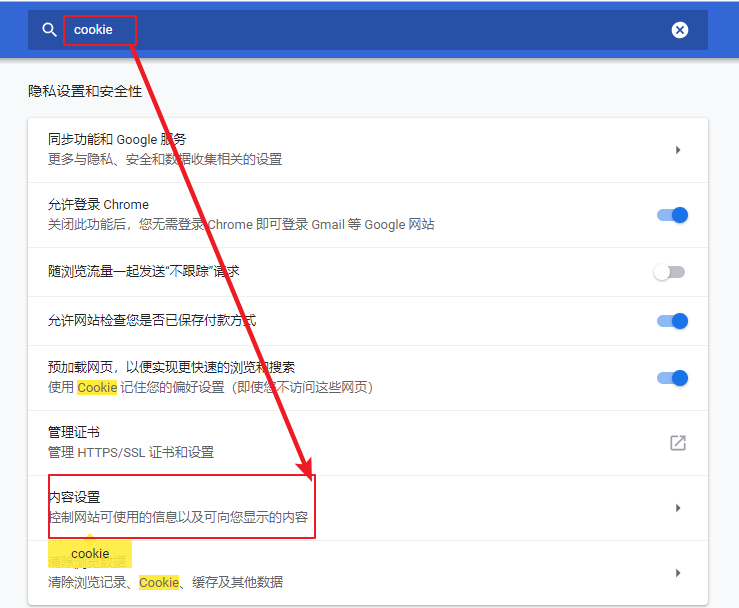 cookie
隐私设置和安全性
同步功能和 Google 服务
更多与隐私、安全和数据收集相关的设置
允许登录 Chrome
关闭此功能后，您无需登录 Chrome 即可登录 Gmail 等 Google 网站
随浏览流量一起发送“不跟踪”请求
允许网站检查您是否已保存付款方式
预加载网页，以便实现更快速的浏览和搜索
使用 Cookie 记住您的偏好设置（即使您不访问这些网页）
管理证书
管理 HTTPS/SSL 证书和设置
内容设置
控制网站可使用的信息以及可向您显示的内容
cookie
清除浏览数据
清除浏览记录、Cookie、缓存及其他数据